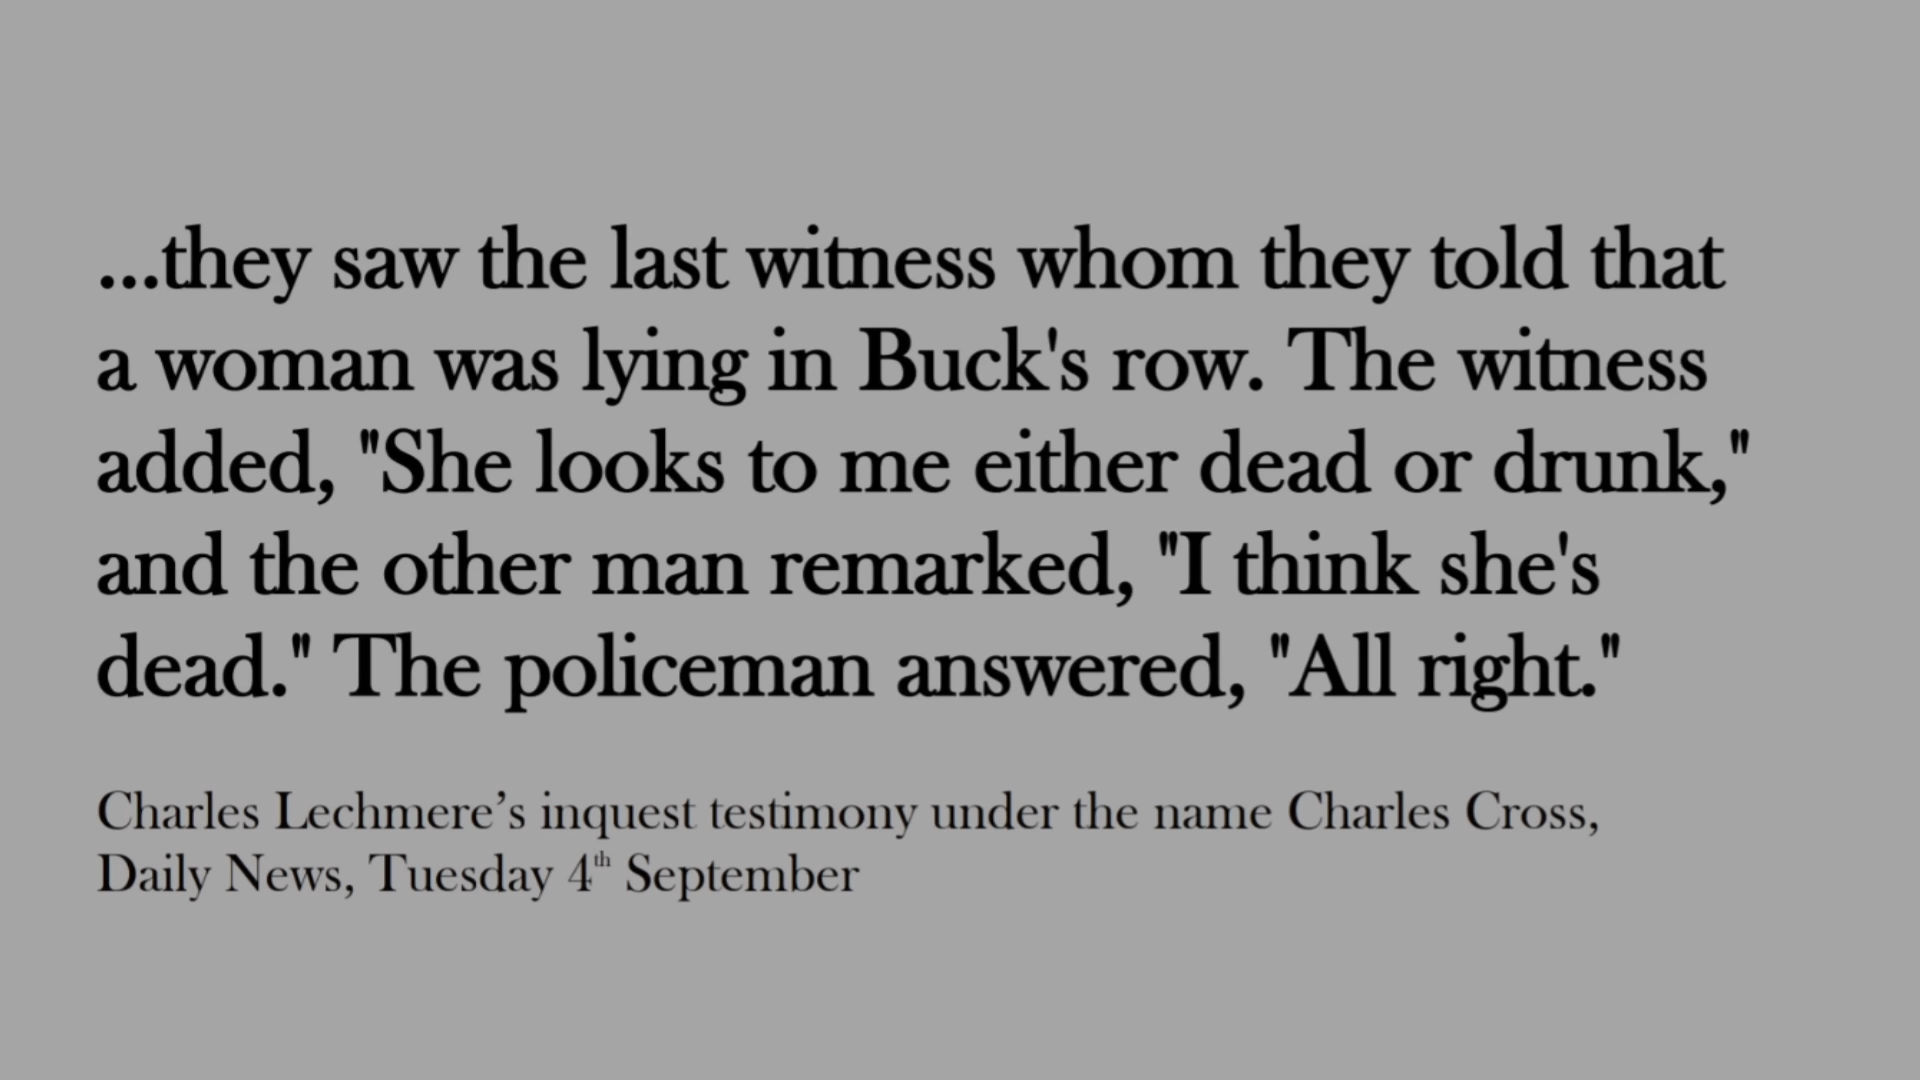 ...they saw the last witness whom they told that
a woman was lying in Buck's row. The witness
added, "She looks to me either dead or drunk,"
and the other man remarked, "I think she's
dead." The policeman answered, "All right."
Charles Lechmere’s inquest testimony under the name Charles Cross,
Daily News, Tuesday 4th September